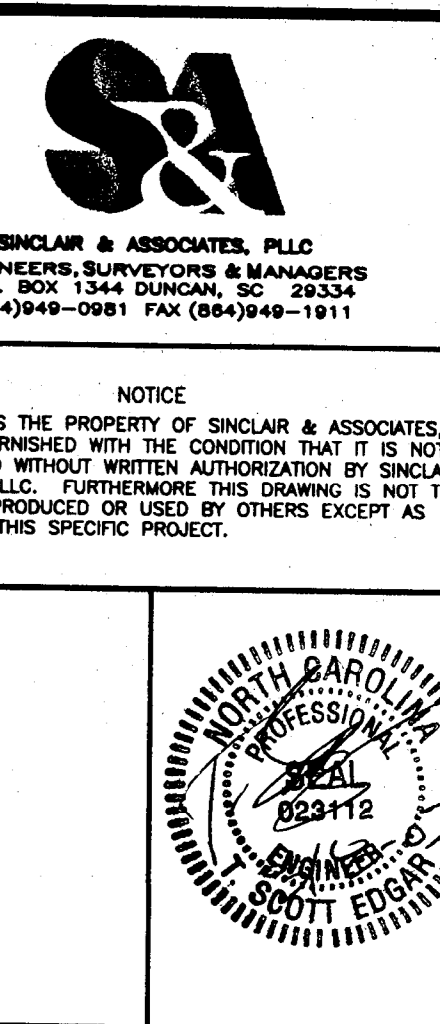 S&A
SINCLAIR & ASSOCIATES, PLLC
NEERS, SURVEYORS & MANAGERS
. BOX 1344 DUNCAN, SC 29334
4)949-0981 FAX (864)949-1911
NOTICE
S THE PROPERTY OF SINCLAIR & ASSOCIATES,
RNISHED WITH THE CONDITION THAT IT IS NOT
WITHOUT WRITTEN AUTHORIZATION BY SINCLA
LLC. FURTHERMORE THIS DRAWING IS NOT T
PRODUCED OR USED BY OTHERS EXCEPT AS
THIS SPECIFIC PROJECT.
NORTH CAROLINA
PROFESSIONAL
SEAL
023112
ENGINEER
T. SCOTT EDGAR